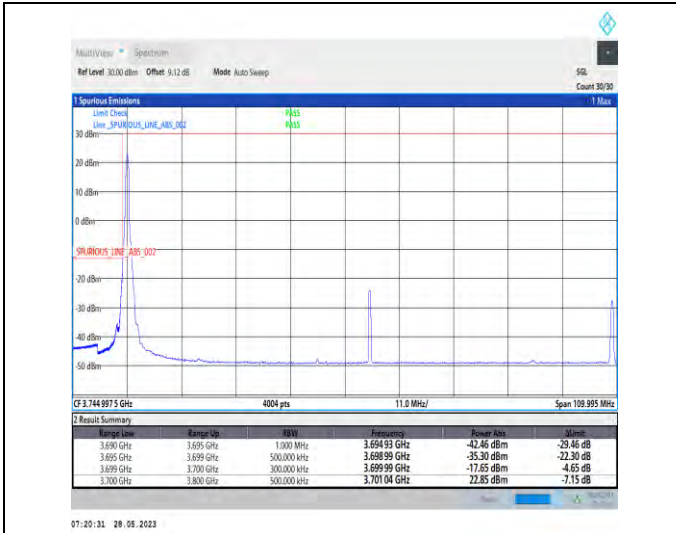 MultiView Spectrum
Ref Level 30.00 dBm Offset 9.12 dB Mode Auto Sweep SGL
Count 30/30
1 Spurious Emissions 1 Max
Limit Check PASS
Line _SPURIOUS_LINE_ABS_002 PASS
30 dBm
20 dBm
10 dBm
0 dBm
SPURIOUS_LINE_ABS_002
-20 dBm
-30 dBm
-40 dBm
-50 dBm
CF 3.744 997 5 GHz 4004 pts 11.0 MHz/ Span 109.995 MHz
2 Result Summary
Range Low Range Up RBW Frequency Power Abs ΔLimit
3.690 GHz 3.695 GHz 1.000 MHz 3.694 93 GHz -42.46 dBm -29.46 dB
3.695 GHz 3.699 GHz 500.000 kHz 3.698 99 GHz -35.30 dBm -22.30 dB
3.699 GHz 3.700 GHz 300.000 kHz 3.699 99 GHz -17.65 dBm -4.65 dB
3.700 GHz 3.800 GHz 500.000 kHz 3.701 04 GHz 22.85 dBm -7.15 dB
07:20:31 28.05.2023